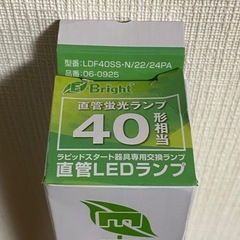 型番:LDF40SS・N/22/24PA
品番:06-0925
Bright
直管蛍光ランプ
40形相当
ラピッドスタート器具専用交換ランプ
直管LEDランプ